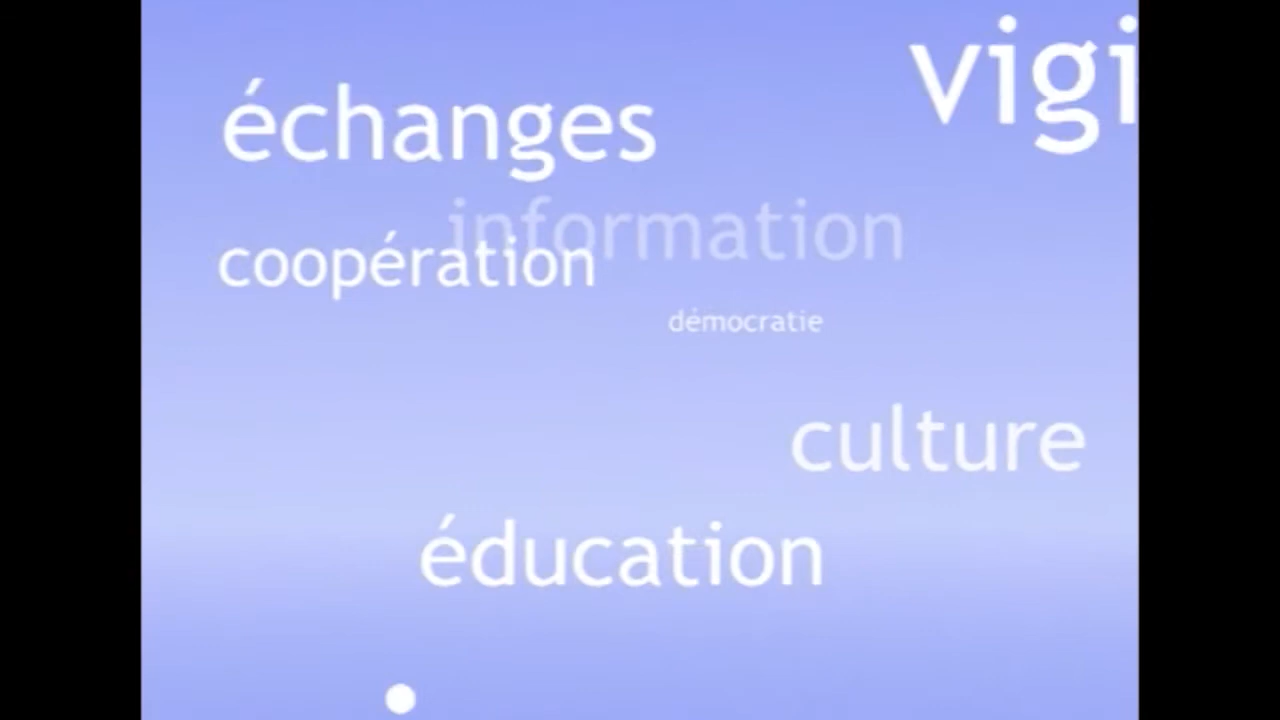 vigi
échanges
information
coopération
démocratie
culture
éducation